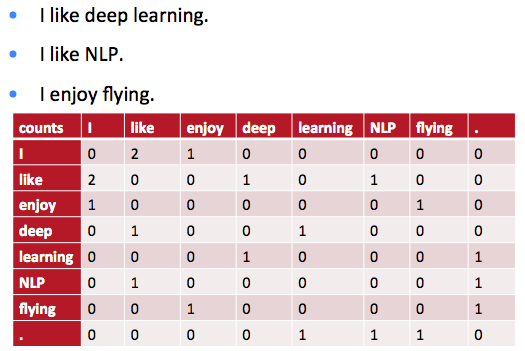 • I like deep learning.
• I like NLP.
• I enjoy flying.
counts I like enjoy deep learning NLP flying .
I 0 2 1 0 0 0 0 0
like 2 0 0 1 0 1 0 0
enjoy 1 0 0 0 0 0 1 0
deep 0 1 0 0 1 0 0 0
learning 0 0 0 1 0 0 0 1
NLP 0 1 0 0 0 0 0 1
flying 0 0 1 0 0 0 0 1
. 0 0 0 0 1 1 1 0